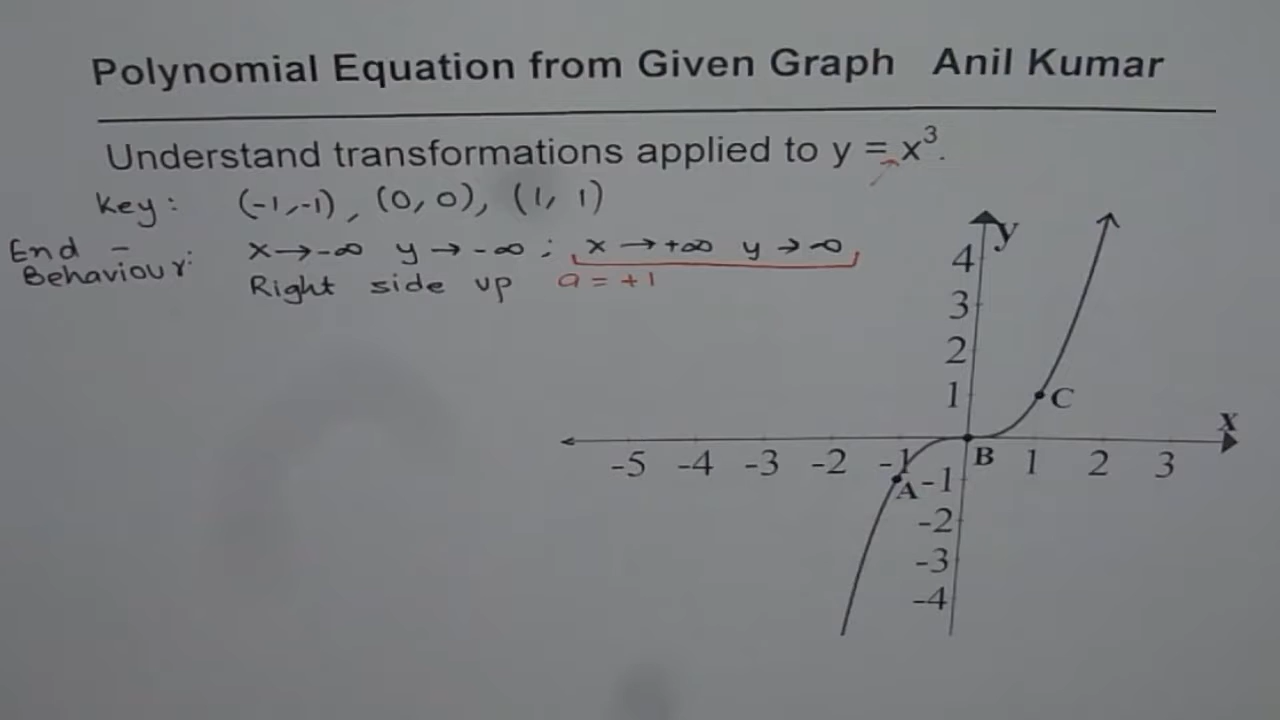 Polynomial Equation from Given Graph Anil Kumar
Understand transformations applied to y = x³.
Key: (-1,-1), (0,0), (1, 1)
End - Behaviour: x→-∞ y→-∞ ; x→+∞ y→∞
Right side up a = +1
y
4
3
2
1
C
x
-5 -4 -3 -2 -1 B 1 2 3
A -1
-2
-3
-4